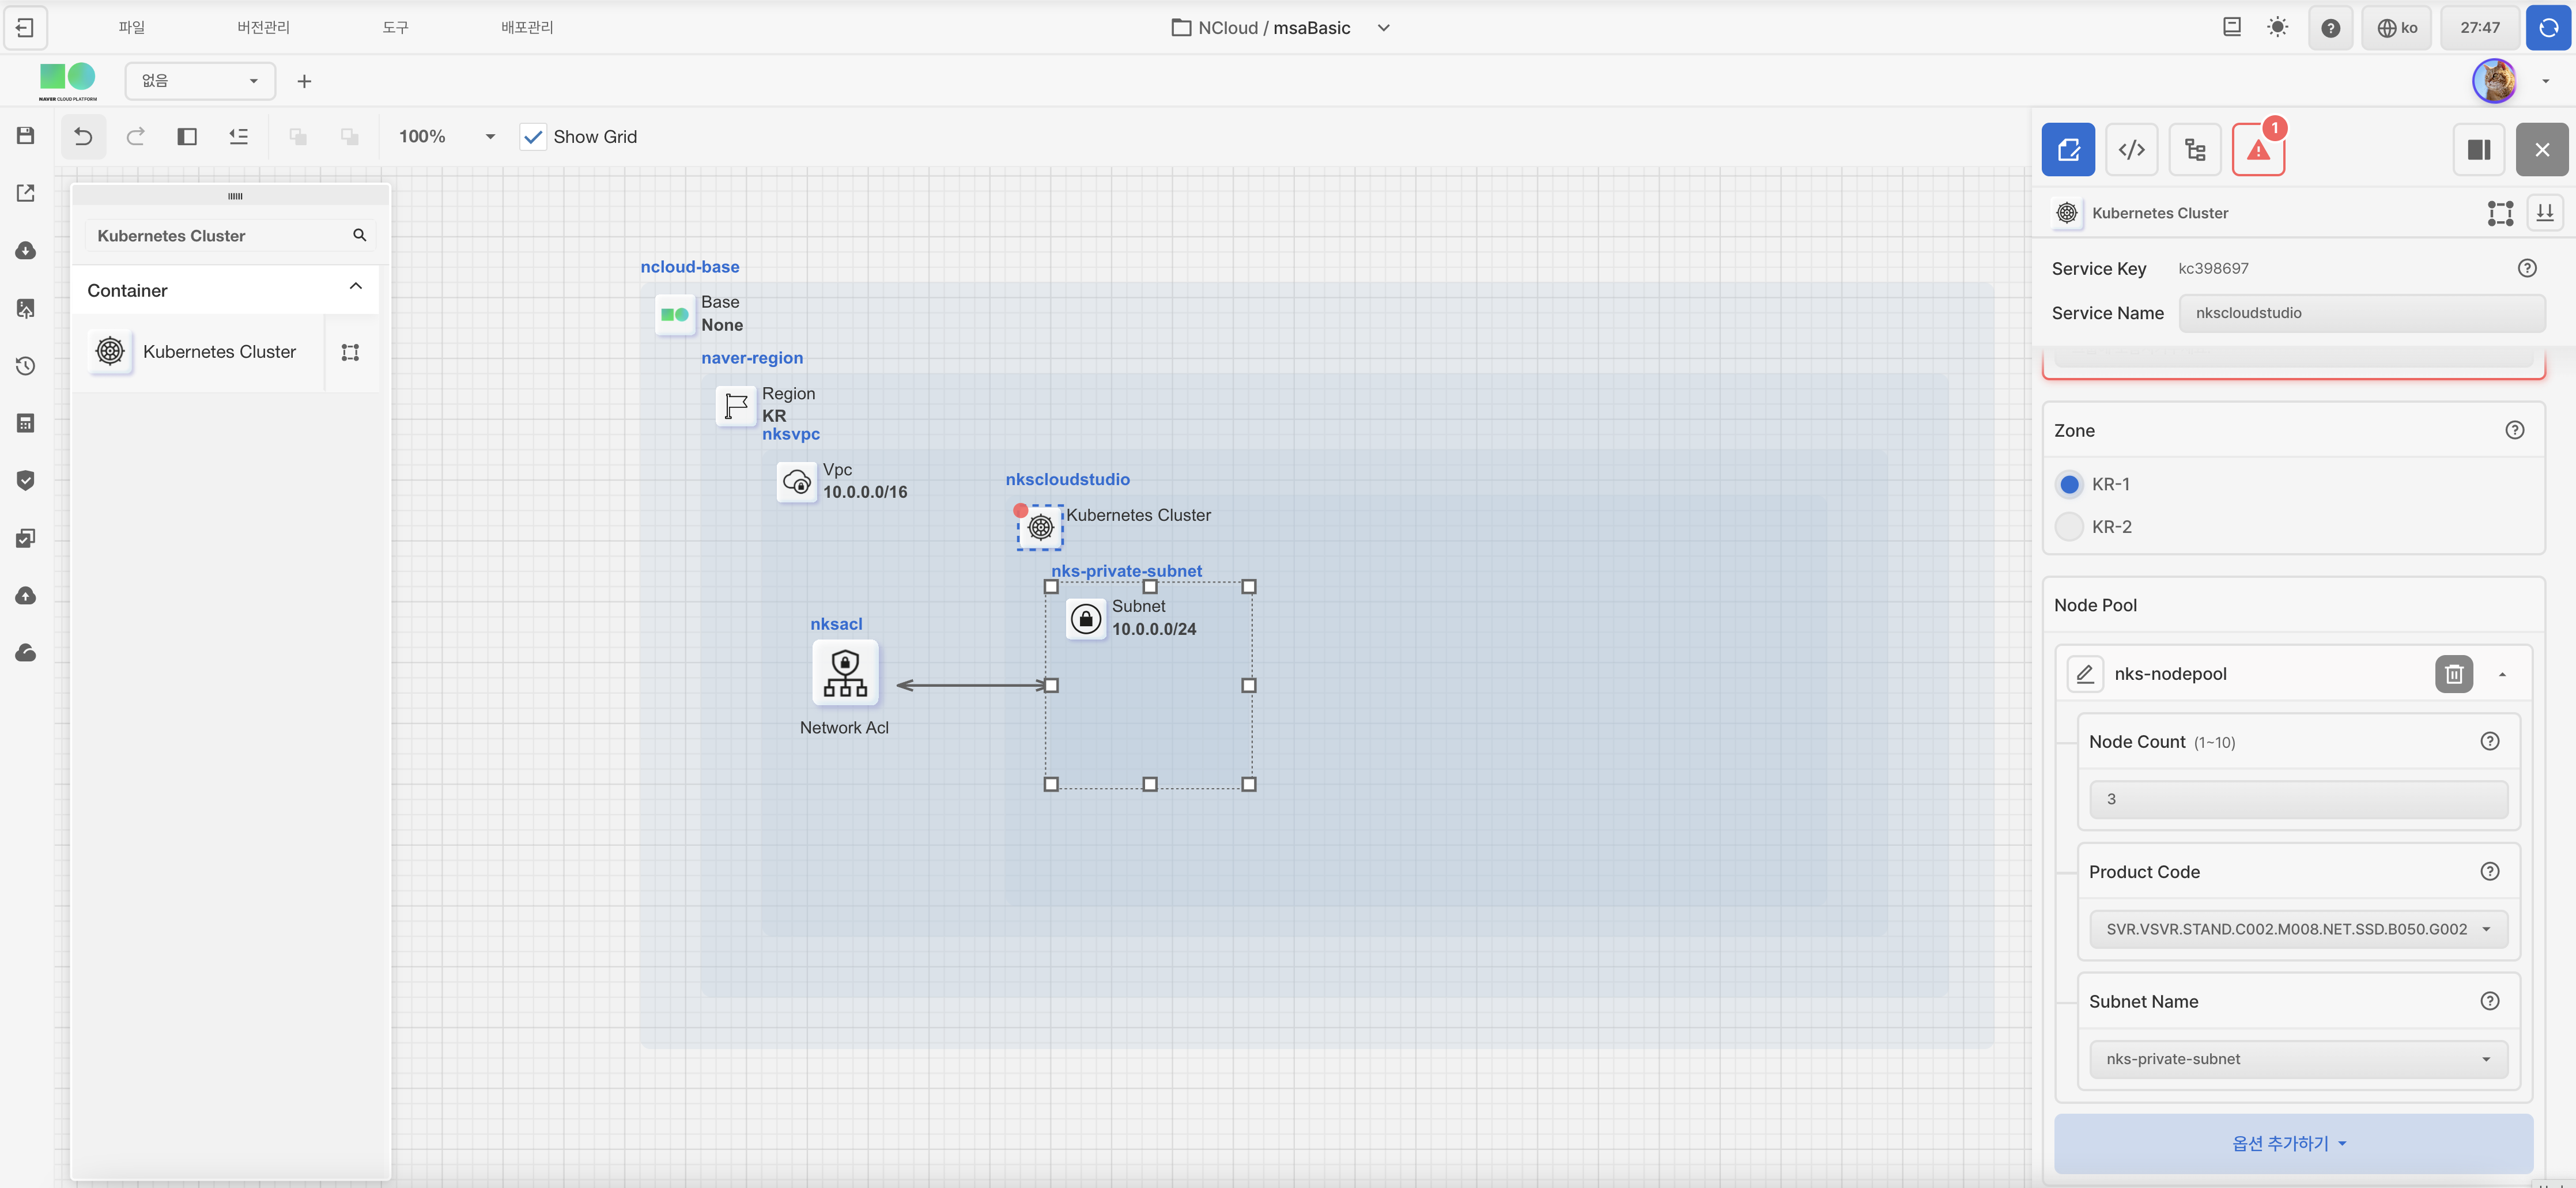 파일
버전관리
도구
배포관리
NCloud / msaBasic
ko
27:47
NAVER CLOUD PLATFORM
없음
100%
Show Grid
1
Kubernetes Cluster
Container
Kubernetes Cluster
ncloud-base
Base
None
naver-region
Region
KR
nksvpc
Vpc
10.0.0.0/16
nkscloudstudio
Kubernetes Cluster
nks-private-subnet
Subnet
10.0.0.0/24
nksacl
Network Acl
Kubernetes Cluster
Service Key kc398697
Service Name nkscloudstudio
Zone
KR-1
KR-2
Node Pool
nks-nodepool
Node Count (1~10)
3
Product Code
SVR.VSVR.STAND.C002.M008.NET.SSD.B050.G002
Subnet Name
nks-private-subnet
옵션 추가하기